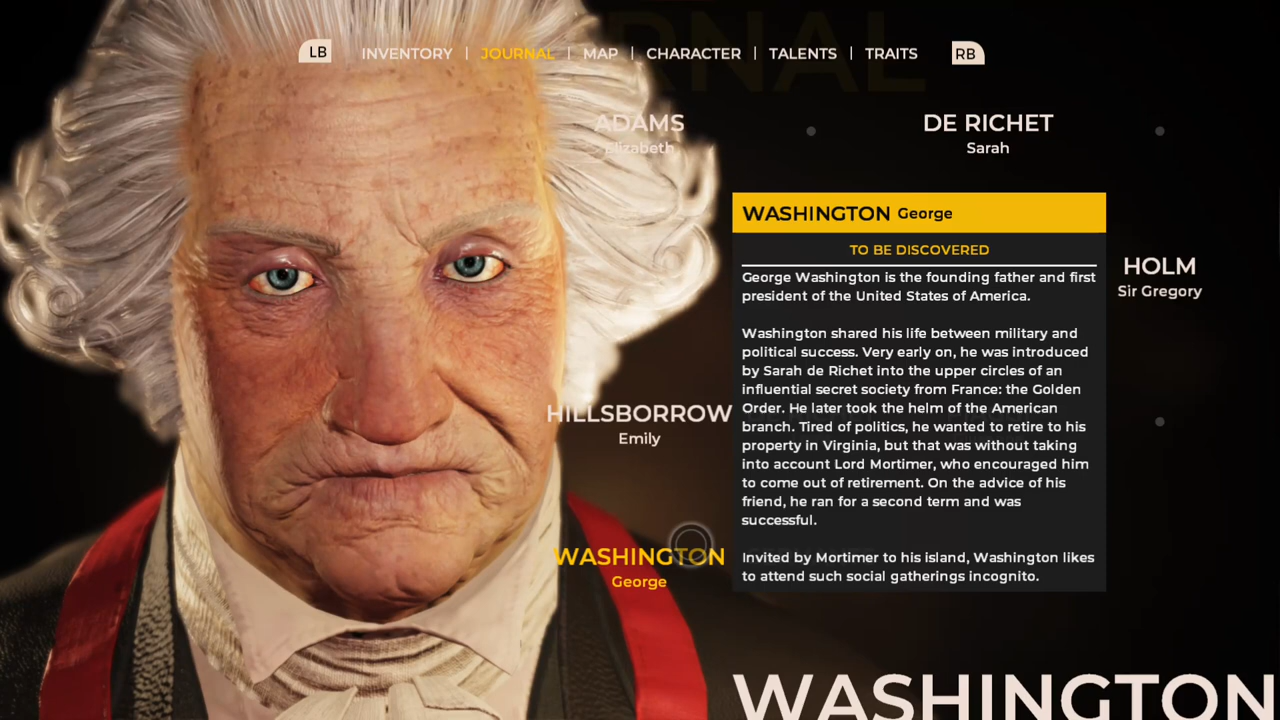 LB INVENTORY | JOURNAL | MAP | CHARACTER | TALENTS | TRAITS RB
ADAMS
Elizabeth
DE RICHET
Sarah
WASHINGTON George
TO BE DISCOVERED
George Washington is the founding father and first
president of the United States of America.
Washington shared his life between military and
political success. Very early on, he was introduced
by Sarah de Richet into the upper circles of an
influential secret society from France: the Golden
Order. He later took the helm of the American
branch. Tired of politics, he wanted to retire to his
property in Virginia, but that was without taking
into account Lord Mortimer, who encouraged him
to come out of retirement. On the advice of his
friend, he ran for a second term and was
successful.
Invited by Mortimer to his island, Washington likes
to attend such social gatherings incognito.
HOLM
Sir Gregory
HILLSBORROW
Emily
WASHINGTON
George
WASHINGTON